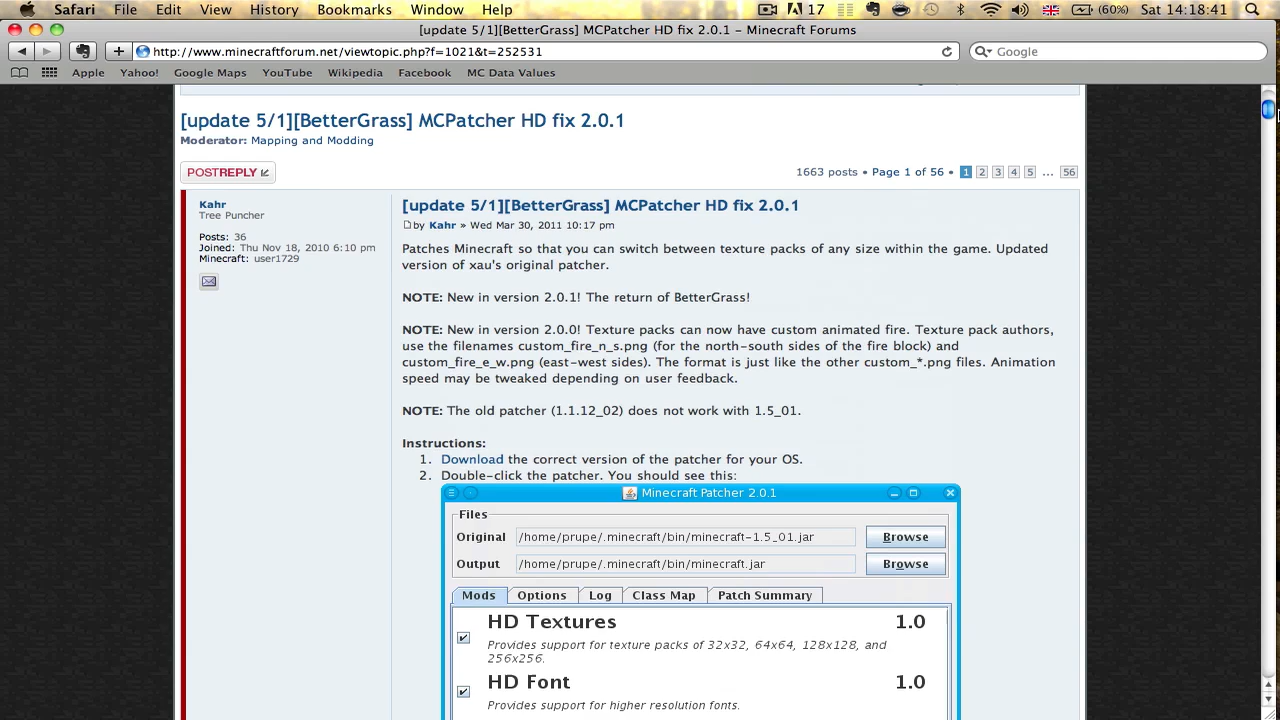 Safari File Edit View History Bookmarks Window Help 17 (60%) Sat 14:18:41
[update 5/1][BetterGrass] MCPatcher HD fix 2.0.1 – Minecraft Forums
http://www.minecraftforum.net/viewtopic.php?f=1021&t=252531 Google
Apple Yahoo! Google Maps YouTube Wikipedia Facebook MC Data Values
[update 5/1][BetterGrass] MCPatcher HD fix 2.0.1
Moderator: Mapping and Modding
POSTREPLY 1663 posts • Page 1 of 56 • 1 2 3 4 5 ... 56
Kahr
Tree Puncher
Posts: 36
Joined: Thu Nov 18, 2010 6:10 pm
Minecraft: user1729
[update 5/1][BetterGrass] MCPatcher HD fix 2.0.1
by Kahr » Wed Mar 30, 2011 10:17 pm
Patches Minecraft so that you can switch between texture packs of any size within the game. Updated
version of xau's original patcher.
NOTE: New in version 2.0.1! The return of BetterGrass!
NOTE: New in version 2.0.0! Texture packs can now have custom animated fire. Texture pack authors,
use the filenames custom_fire_n_s.png (for the north-south sides of the fire block) and
custom_fire_e_w.png (east-west sides). The format is just like the other custom_*.png files. Animation
speed may be tweaked depending on user feedback.
NOTE: The old patcher (1.1.12_02) does not work with 1.5_01.
Instructions:
1. Download the correct version of the patcher for your OS.
2. Double-click the patcher. You should see this:
Minecraft Patcher 2.0.1
Files
Original /home/prupe/.minecraft/bin/minecraft-1.5_01.jar Browse
Output /home/prupe/.minecraft/bin/minecraft.jar Browse
Mods Options Log Class Map Patch Summary
HD Textures 1.0
Provides support for texture packs of 32x32, 64x64, 128x128, and
256x256.
HD Font 1.0
Provides support for higher resolution fonts.